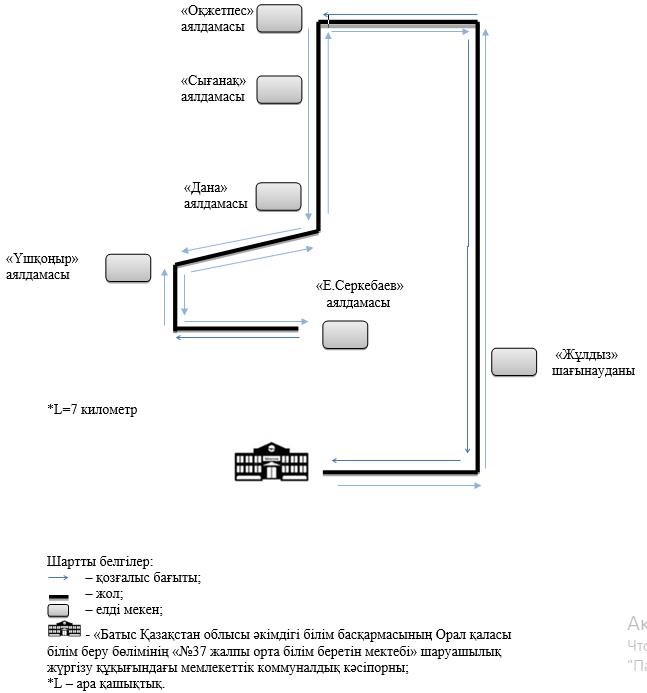 «Оқжетпес»
аялдамасы
«Сығанақ»
аялдамасы
«Дана»
аялдамасы
«Үшқоңыр»
аялдамасы
«Е.Серкебаев»
аялдамасы
«Жұлдыз»
шағынауданы
*L=7 километр
Шартты белгілер:
– қозғалыс бағыты;
– жол;
– елді мекен;
- «Батыс Қазақстан облысы әкімдігі білім басқармасының Орал қаласы
білім беру бөлімінің «№37 жалпы орта білім беретін мектебі» шаруашылық
жүргізу құқығындағы мемлекеттік коммуналдық кәсіпорны;
*L – ара қашықтық.